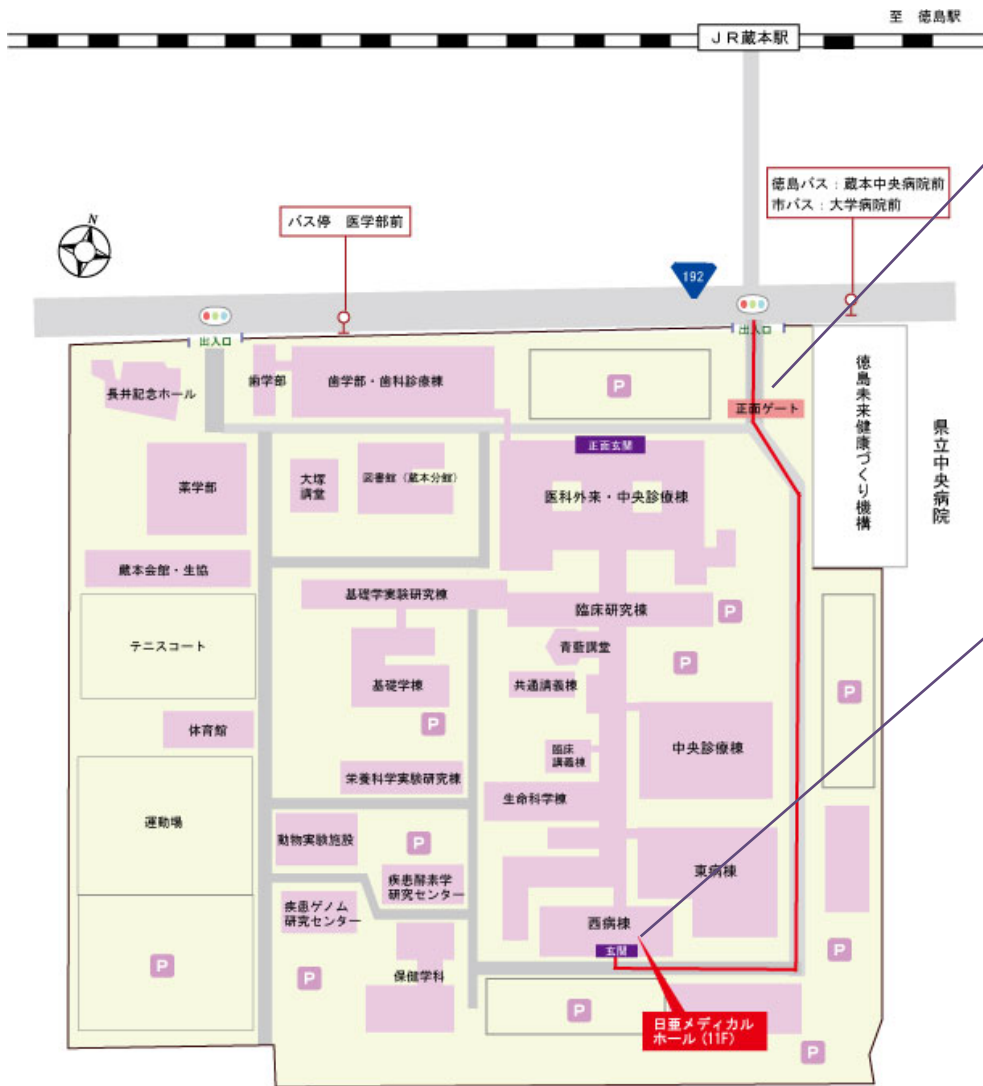 至 徳島駅
JR蔵本駅
徳島バス:蔵本中央病院前
市バス:大学病院前
N
バス停 医学部前
192
出入口
出入口
長井記念ホール
歯学部
歯学部・歯科診療棟
P
正面ゲート
徳島未来健康づくり機構
県立中央病院
正面玄関
薬学部
大塚
講堂
図書館(蔵本分館)
医科外来・中央診療棟
蔵本会館・生協
基礎学実験研究棟
臨床研究棟
P
テニスコート
青藍講堂
P
基礎学棟
共通講義棟
P
体育館
P
臨床
講義棟
中央診療棟
栄養科学実験研究棟
生命科学棟
運動場
動物実験施設
P
東病棟
疾患酵素学
研究センター
疾患ゲノム
研究センター
西病棟
玄関
P
P
P
保健学科
P
日亜メディカル
ホール (11F)
P